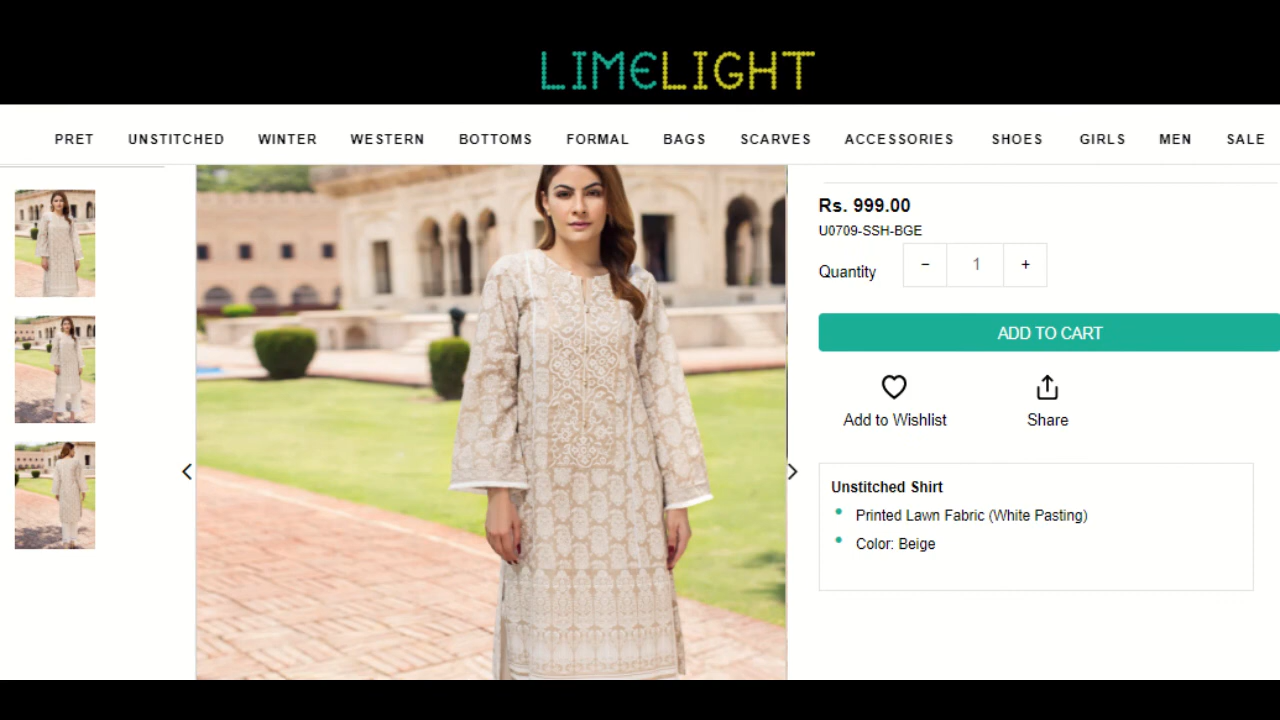 LIMELIGHT
PRET UNSTITCHED WINTER WESTERN BOTTOMS FORMAL BAGS SCARVES ACCESSORIES SHOES GIRLS MEN SALE
Rs. 999.00
U0709-SSH-BGE
Quantity − 1 +
ADD TO CART
Add to Wishlist Share
Unstitched Shirt
Printed Lawn Fabric (White Pasting)
Color: Beige